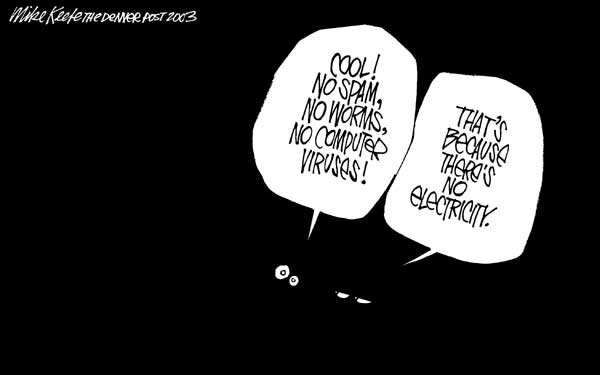 Mike Keefe THE DENVER POST 2003
COOL!
NO SPAM,
NO WORMS,
NO COMPUTER
VIRUSES!
THAT'S
BECAUSE
THERE'S
NO
ELECTRICITY.